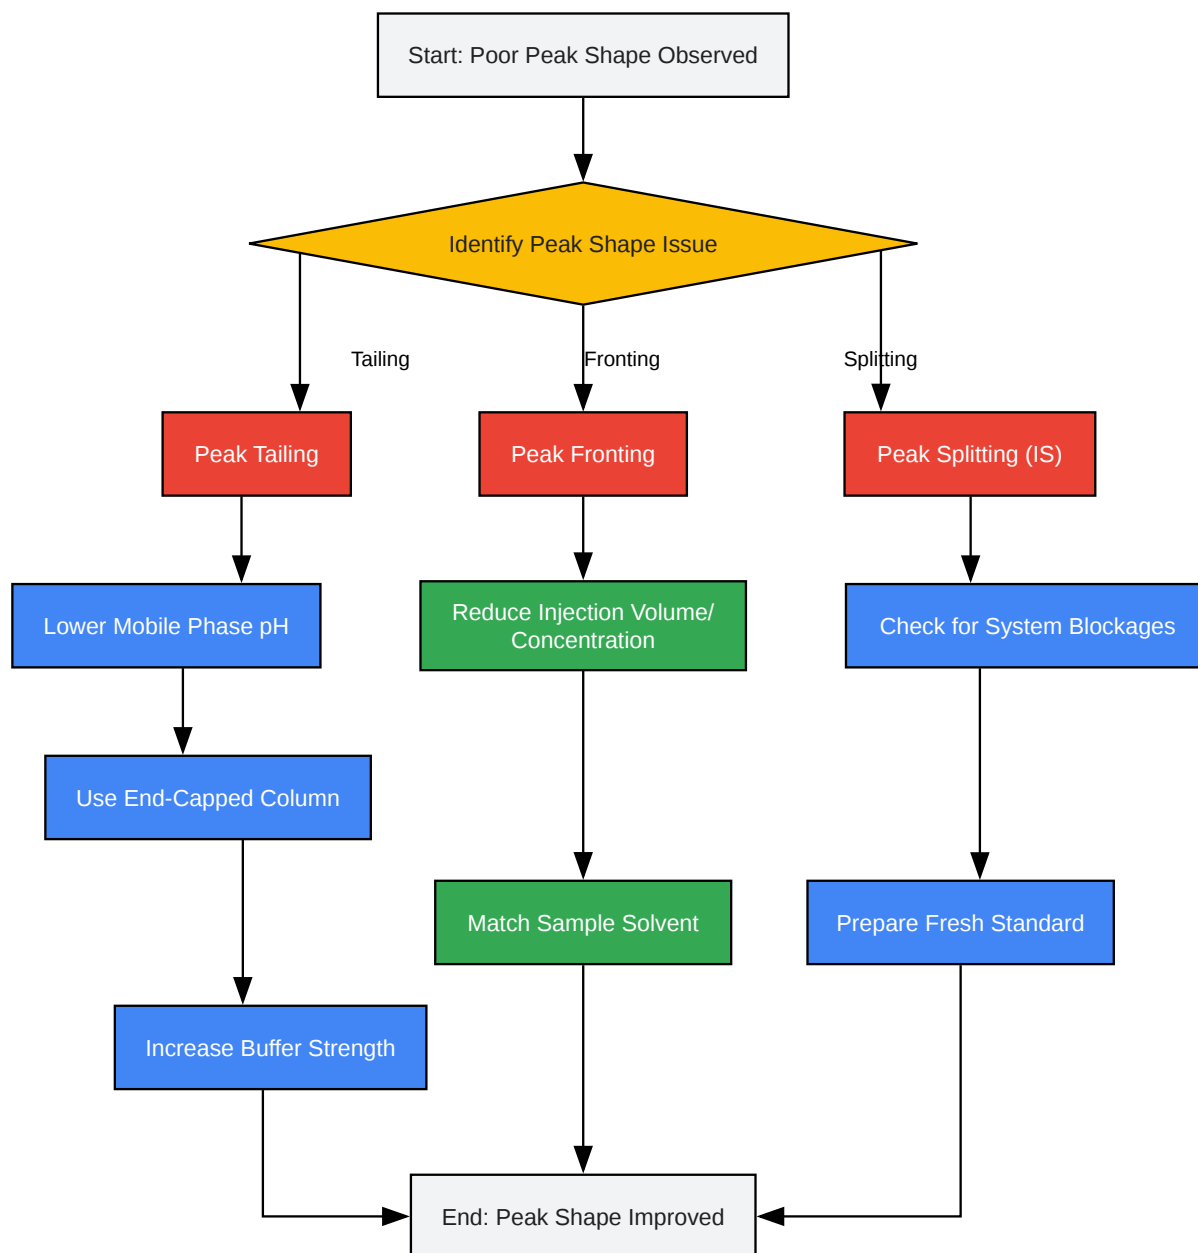 Start: Poor Peak Shape Observed
Identify Peak Shape Issue
Tailing
Fronting
Splitting
Peak Tailing
Peak Fronting
Peak Splitting (IS)
Lower Mobile Phase pH
Reduce Injection Volume/
Concentration
Check for System Blockages
Use End-Capped Column
Match Sample Solvent
Prepare Fresh Standard
Increase Buffer Strength
End: Peak Shape Improved